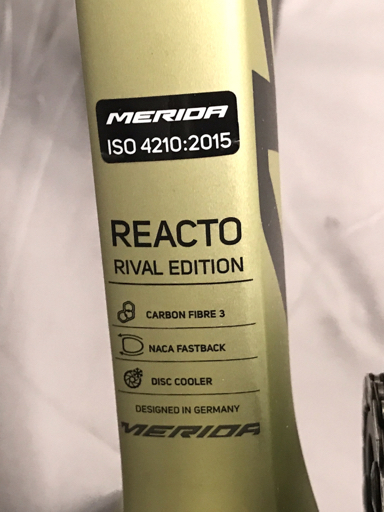 MERIDA
ISO 4210:2015
REACTO
RIVAL EDITION
CARBON FIBRE 3
NACA FASTBACK
DISC COOLER
DESIGNED IN GERMANY
MERIDA